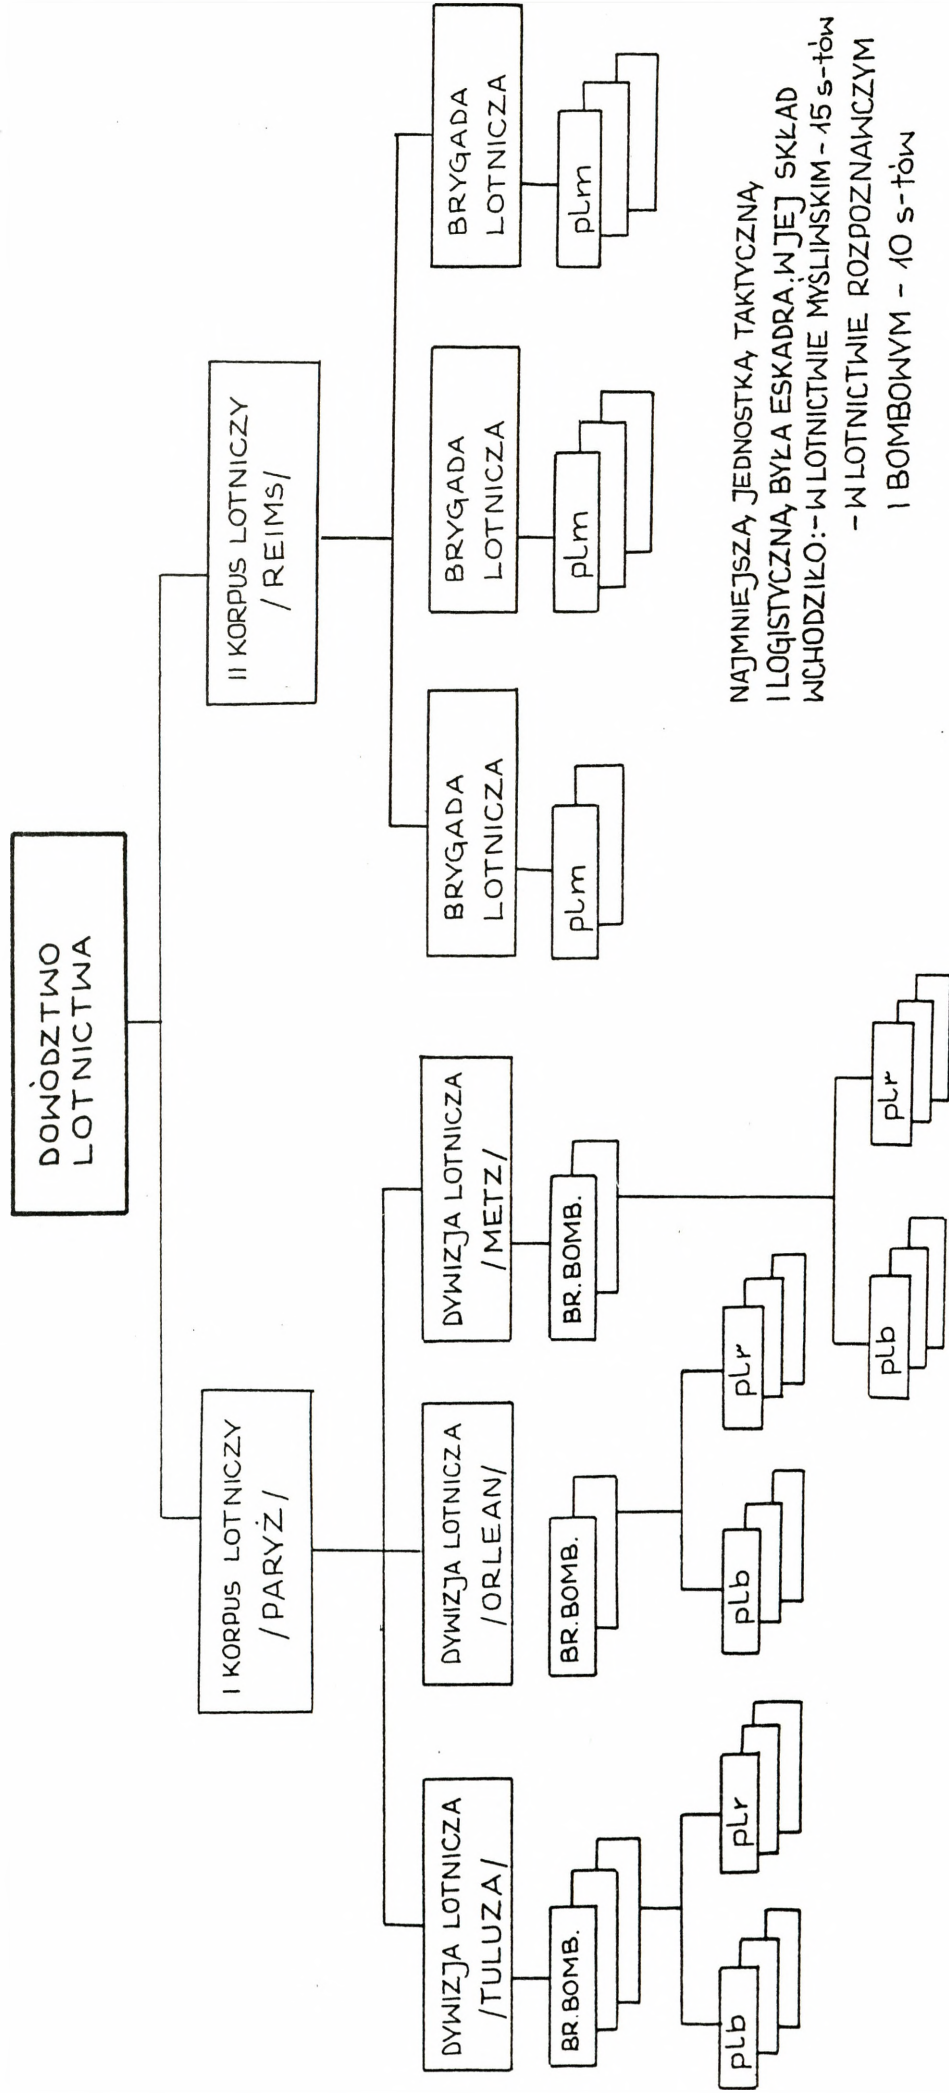 DOWÓDZTWO
LOTNICTWA
I KORPUS LOTNICZY
/PARYŻ/
II KORPUS LOTNICZY
/REIMS/
DYWIZJA LOTNICZA
/TULUZA/
DYWIZJA LOTNICZA
/ORLEAN/
DYWIZJA LOTNICZA
/METZ/
BRYGADA
LOTNICZA
BRYGADA
LOTNICZA
BRYGADA
LOTNICZA
BR.BOMB.
BR.BOMB.
BR.BOMB.
plm
plm
plm
plb
plr
plb
plr
plb
plr
NAJMNIEJSZĄ JEDNOSTKĄ TAKTYCZNĄ
I LOGISTYCZNĄ BYŁA ESKADRA. W JEJ SKŁAD
WCHODZIŁO:-W LOTNICTWIE MYŚLIWSKIM-15 s-tów
-W LOTNICTWIE ROZPOZNAWCZYM
I BOMBOWYM - 10 s-tów